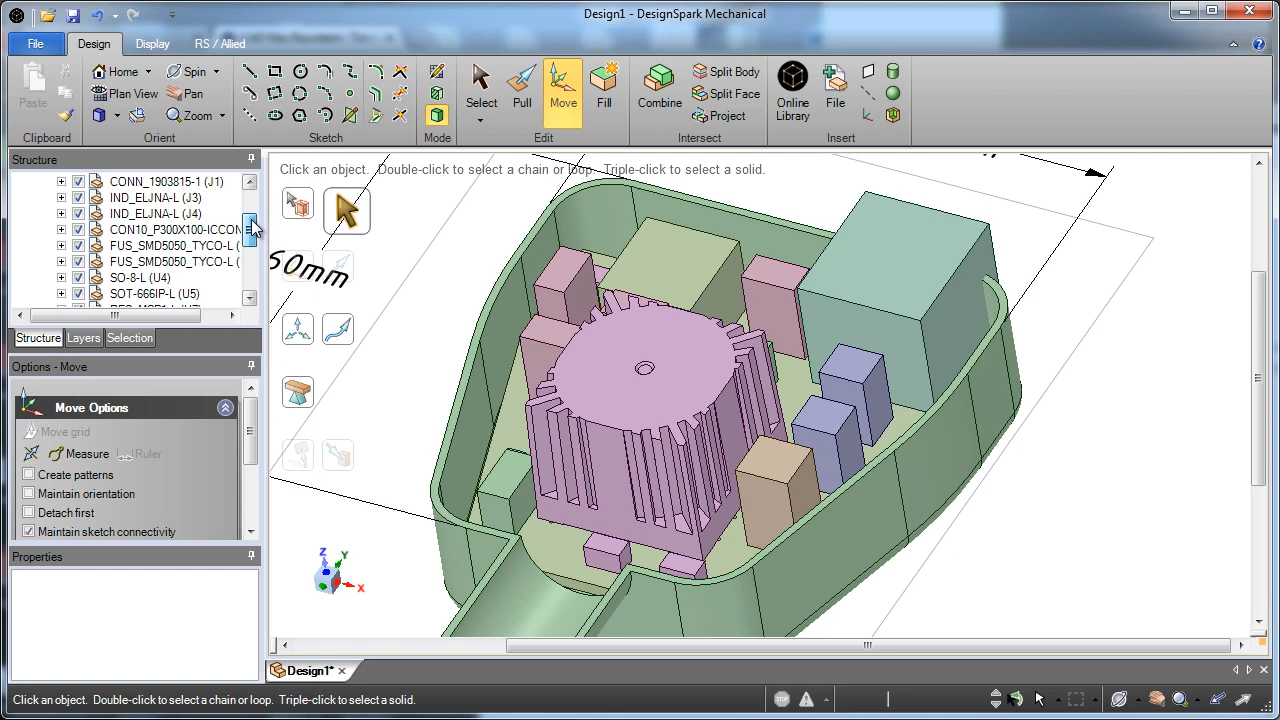 Design1 - DesignSpark Mechanical
File Design Display RS / Allied
Paste
Clipboard
Home Spin
Plan View Pan
Zoom
Orient
Sketch
Mode
Select Pull Move Fill
Edit
Combine
Split Body
Split Face
Project
Intersect
Online Library
File
Insert
Structure
CONN_1903815-1 (J1)
IND_ELJNA-L (J3)
IND_ELJNA-L (J4)
CON10_P300X100-ICCON
FUS_SMD5050_TYCO-L (
FUS_SMD5050_TYCO-L (
SO-8-L (U4)
SOT-666IP-L (U5)
Structure Layers Selection
Options - Move
Move Options
Move grid
Measure Ruler
Create patterns
Maintain orientation
Detach first
Maintain sketch connectivity
Properties
Click an object. Double-click to select a chain or loop. Triple-click to select a solid.
60mm
Z
Y
X
Design1*
Click an object. Double-click to select a chain or loop. Triple-click to select a solid.